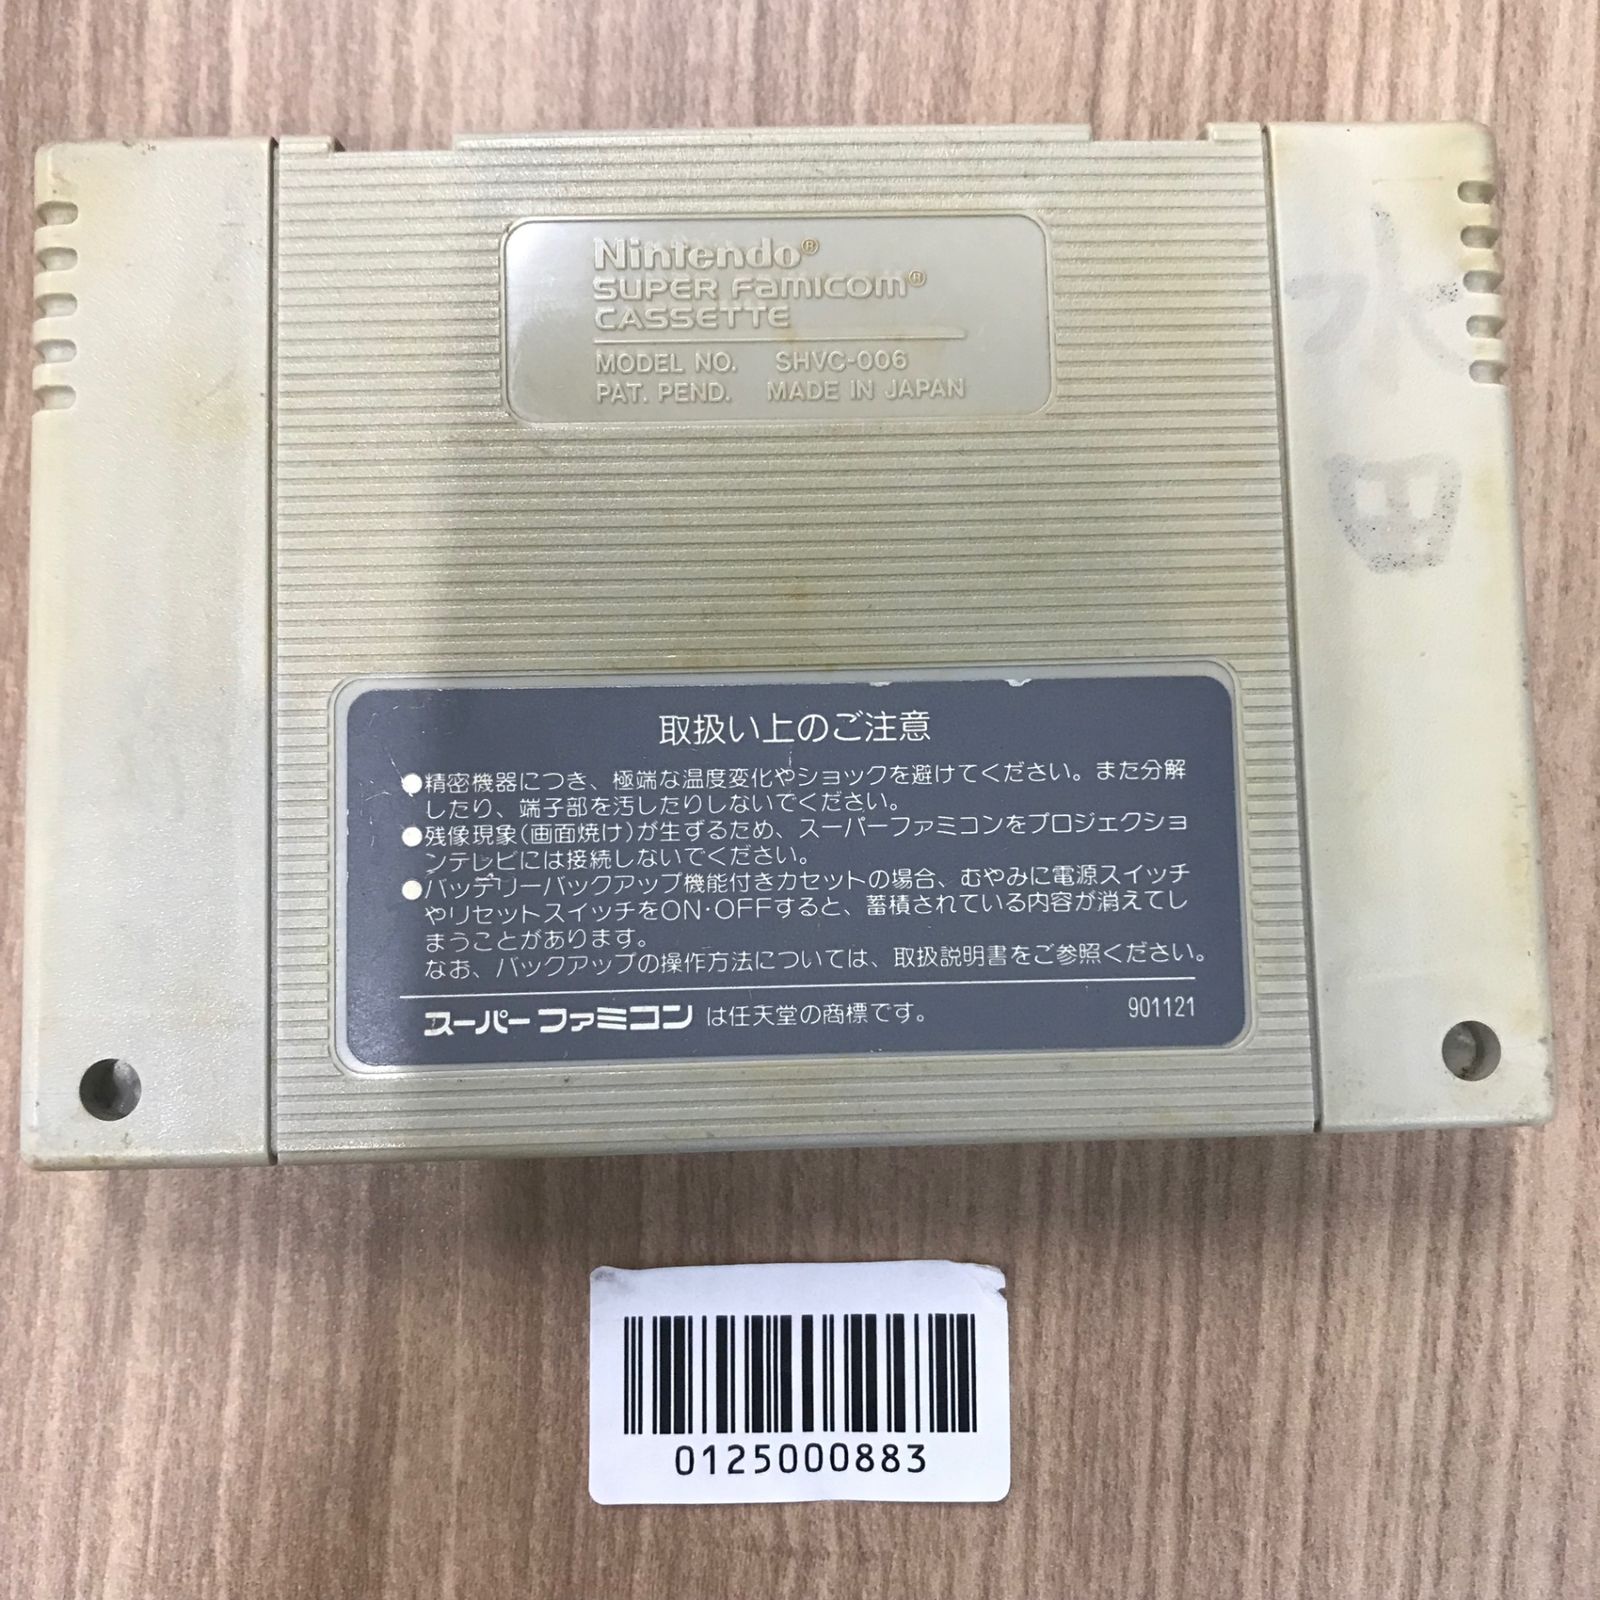 Nintendo®
SUPER FAMICOM®
CASSETTE
MODEL NO. SHVC-006
PAT. PEND. MADE IN JAPAN
水
田
取扱い上のご注意
●精密機器につき、極端な温度変化やショックを避けてください。また分解
したり、端子部を汚したりしないでください。
●残像現象(画面焼け)が生ずるため、スーパーファミコンをプロジェクショ
ンテレビには接続しないでください。
●バッテリーバックアップ機能付きカセットの場合、むやみに電源スイッチ
やリセットスイッチをON・OFFすると、蓄積されている内容が消えてし
まうことがあります。
なお、バックアップの操作方法については、取扱説明書をご参照ください。
スーパーファミコン は任天堂の商標です。 901121
0125000883